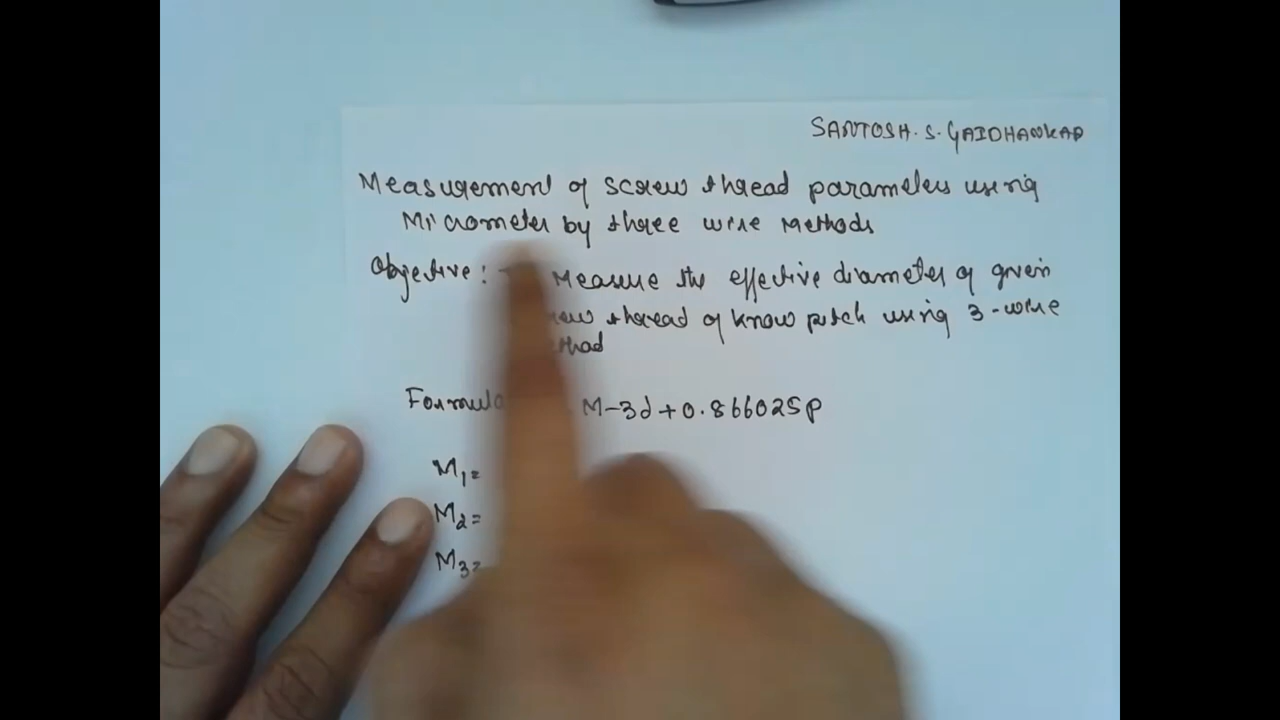 SANTOSH. S. GAIDHANKAR
Measurement of screw thread parameters using
Micrometer by three wire Methods
Objective: Measure the effective diameter of given
thread of know pitch using 3-wire
Formula M-3d+0.866025p
M1=
M2=
M3=